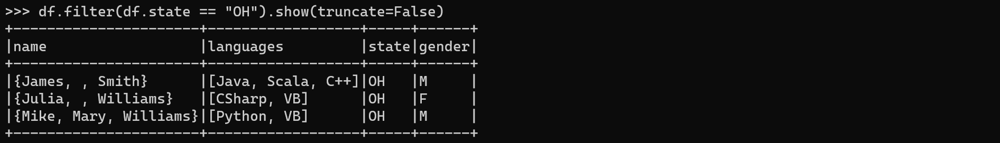 >>> df.filter(df.state == "OH").show(truncate=False)
+----------------------+------------------+-----+------+
|name                  |languages         |state|gender|
+----------------------+------------------+-----+------+
|{James, , Smith}      |[Java, Scala, C++]|OH   |M     |
|{Julia, , Williams}   |[CSharp, VB]      |OH   |F     |
|{Mike, Mary, Williams}|[Python, VB]      |OH   |M     |
+----------------------+------------------+-----+------+